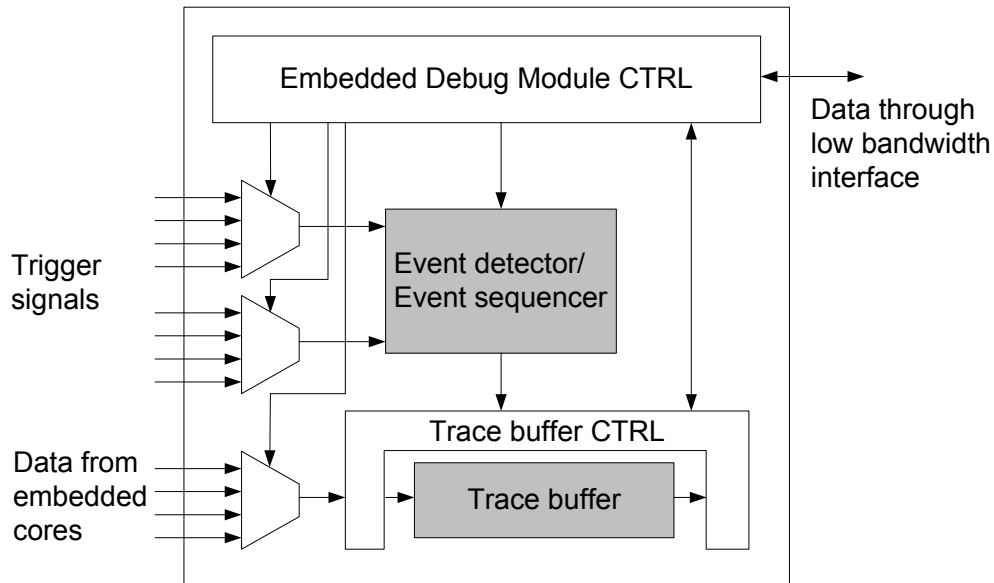 Embedded Debug Module CTRL
Data through
low bandwidth
interface
Trigger
signals
Event detector/
Event sequencer
Trace buffer CTRL
Data from
embedded
cores
Trace buffer